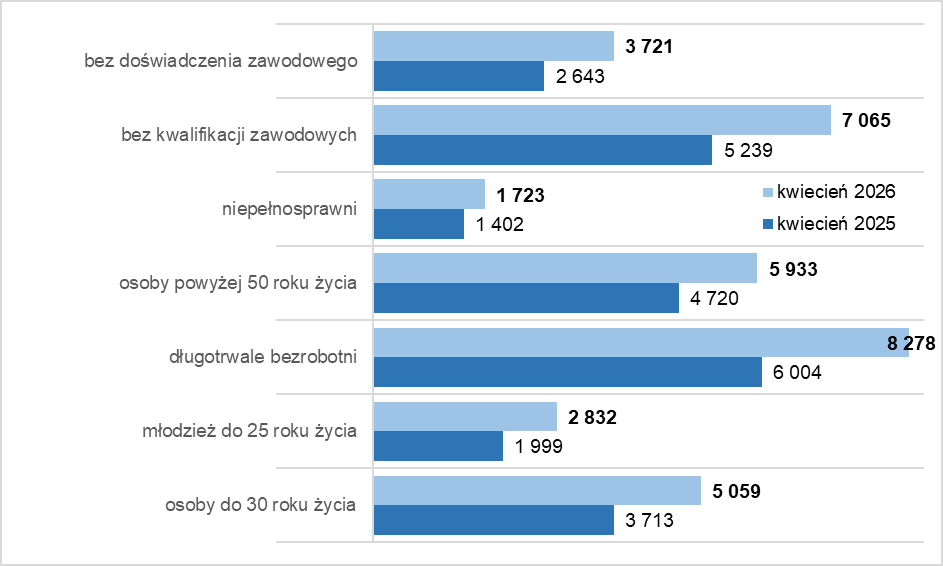 bez doświadczenia zawodowego
3 721
2 643
bez kwalifikacji zawodowych
7 065
5 239
niepełnosprawni
1 723
1 402
kwiecień 2026
kwiecień 2025
osoby powyżej 50 roku życia
5 933
4 720
długotrwale bezrobotni
8 278
6 004
młodzież do 25 roku życia
2 832
1 999
osoby do 30 roku życia
5 059
3 713